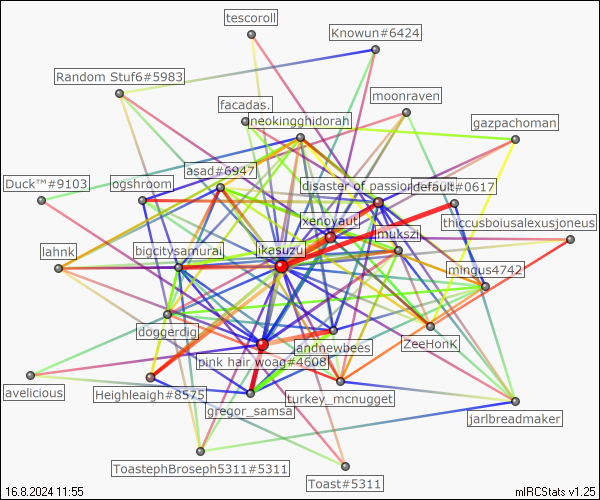 tescoroll
Knowun#6424
Random Stuf6#5983
moonraven
facadas.
neokingghidorah
gazpachoman
asad#6947
Duck™#9103
ogshroom
disaster of passion
default#0617
xenoyaut
thiccusboiusalexusjoneus
mukszi
lahnk
bigcitysamurai
ikasuzu
mingus4742
doggerdig
jandnewbees
ZeeHonK
pink hair woag#4608
avelicious
Heighleaigh#8575
turkey_mcnugget
gregor_samsa
jarlbreadmaker
ToastephBroseph5311#5311
Toast#5311
16.8.2024 11:55
mIRCStats v1.25